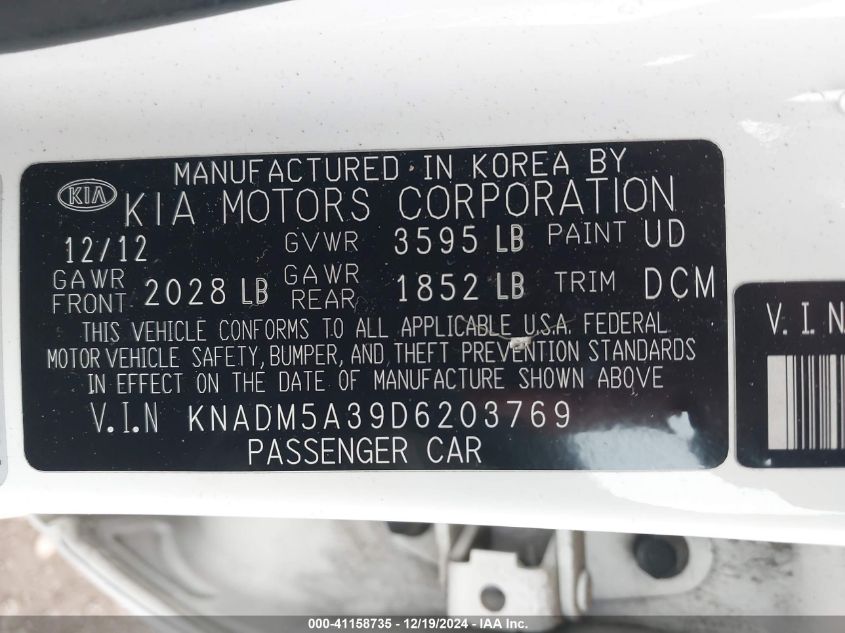 MANUFACTURED IN KOREA BY
KIA KIA MOTORS CORPORATION
12/12 GVWR 3595 LB PAINT UD
GAWR FRONT 2028 LB GAWR REAR 1852 LB TRIM DCM
THIS VEHICLE CONFORMS TO ALL APPLICABLE U.S.A. FEDERAL
MOTOR VEHICLE SAFETY, BUMPER, AND THEFT PREVENTION STANDARDS
IN EFFECT ON THE DATE OF MANUFACTURE SHOWN ABOVE
V.I.N KNADM5A39D6203769
PASSENGER CAR
V.I.N
000-41158735 - 12/19/2024 - IAA Inc.